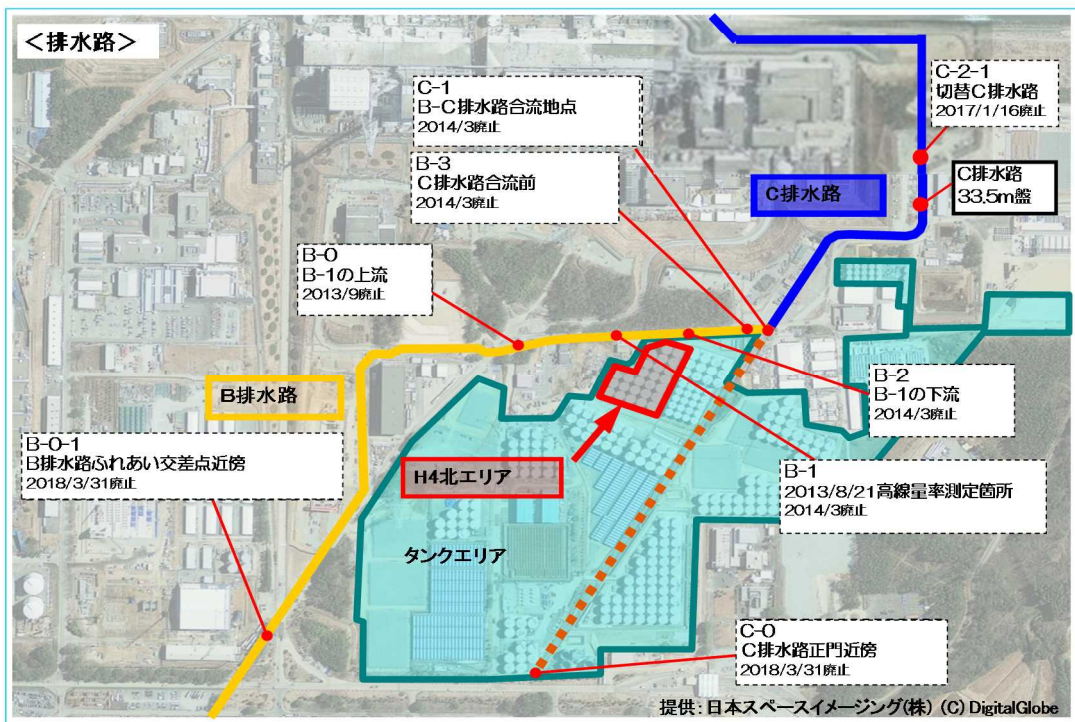 <排水路>
C-1
B-C排水路合流地点
2014/3廃止
C-2-1
切替C排水路
2017/1/16廃止
B-3
C排水路合流前
2014/3廃止
C排水路
C排水路
33.5m盤
B-0
B-1の上流
2013/9廃止
B排水路
B-2
B-1の下流
2014/3廃止
B-0-1
B排水路ふれあい交差点近傍
2018/3/31廃止
H4北エリア
B-1
2013/8/21高線量率測定箇所
2014/3廃止
タンクエリア
C-0
C排水路正門近傍
2018/3/31廃止
提供:日本スペースイメージング(株) (C) DigitalGlobe